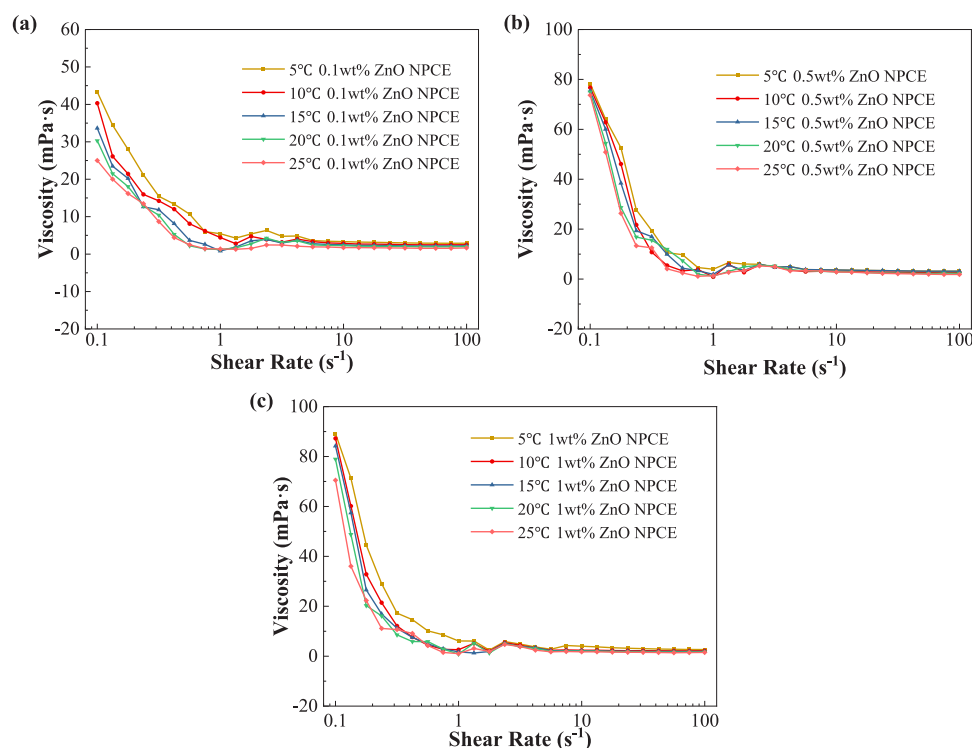 (a)
60
50
40
30
20
10
0
-10
-20
Viscosity (mPa·s)
5℃ 0.1wt% ZnO NPCE
10℃ 0.1wt% ZnO NPCE
15℃ 0.1wt% ZnO NPCE
20℃ 0.1wt% ZnO NPCE
25℃ 0.1wt% ZnO NPCE
0.1 1 10 100
Shear Rate (s⁻¹)
(b)
100
80
60
40
20
0
-20
Viscosity (mPa·s)
5℃ 0.5wt% ZnO NPCE
10℃ 0.5wt% ZnO NPCE
15℃ 0.5wt% ZnO NPCE
20℃ 0.5wt% ZnO NPCE
25℃ 0.5wt% ZnO NPCE
0.1 1 10 100
Shear Rate (s⁻¹)
(c)
100
80
60
40
20
0
-20
Viscosity (mPa·s)
5℃ 1wt% ZnO NPCE
10℃ 1wt% ZnO NPCE
15℃ 1wt% ZnO NPCE
20℃ 1wt% ZnO NPCE
25℃ 1wt% ZnO NPCE
0.1 1 10 100
Shear Rate (s⁻¹)